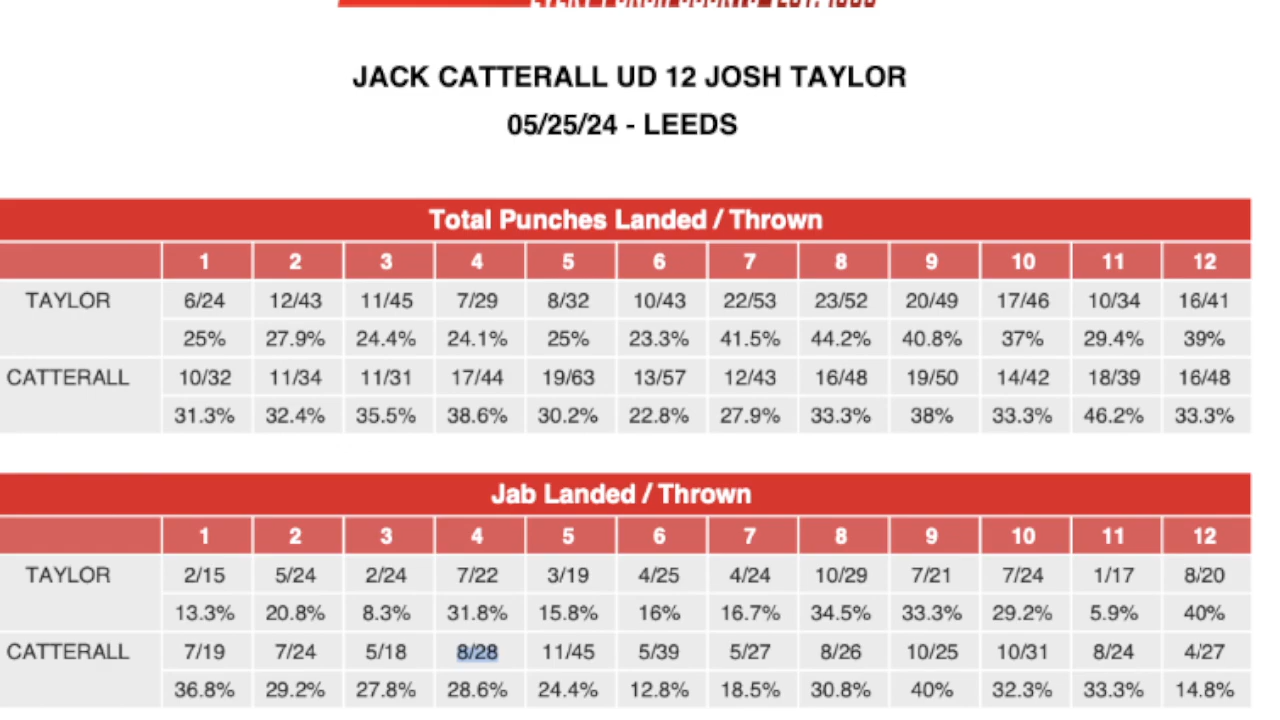 JACK CATTERALL UD 12 JOSH TAYLOR
05/25/24 - LEEDS
Total Punches Landed / Thrown
1 2 3 4 5 6 7 8 9 10 11 12
TAYLOR 6/24 12/43 11/45 7/29 8/32 10/43 22/53 23/52 20/49 17/46 10/34 16/41
25% 27.9% 24.4% 24.1% 25% 23.3% 41.5% 44.2% 40.8% 37% 29.4% 39%
CATTERALL 10/32 11/34 11/31 17/44 19/63 13/57 12/43 16/48 19/50 14/42 18/39 16/48
31.3% 32.4% 35.5% 38.6% 30.2% 22.8% 27.9% 33.3% 38% 33.3% 46.2% 33.3%
Jab Landed / Thrown
1 2 3 4 5 6 7 8 9 10 11 12
TAYLOR 2/15 5/24 2/24 7/22 3/19 4/25 4/24 10/29 7/21 7/24 1/17 8/20
13.3% 20.8% 8.3% 31.8% 15.8% 16% 16.7% 34.5% 33.3% 29.2% 5.9% 40%
CATTERALL 7/19 7/24 5/18 8/28 11/45 5/39 5/27 8/26 10/25 10/31 8/24 4/27
36.8% 29.2% 27.8% 28.6% 24.4% 12.8% 18.5% 30.8% 40% 32.3% 33.3% 14.8%